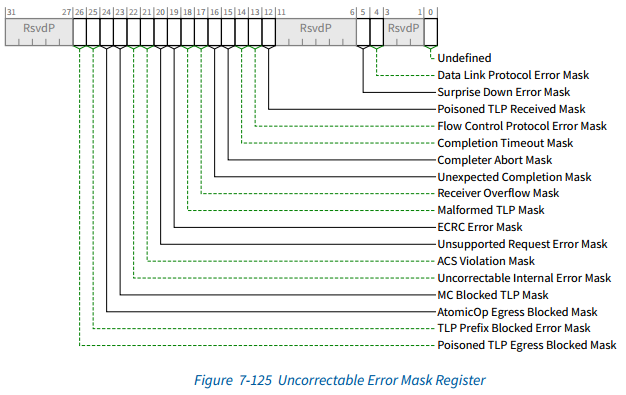 31 27 26 25 24 23 22 21 20 19 18 17 16 15 14 13 12 11 6 5 4 3 1 0
RsvdP RsvdP RsvdP
Undefined
Data Link Protocol Error Mask
Surprise Down Error Mask
Poisoned TLP Received Mask
Flow Control Protocol Error Mask
Completion Timeout Mask
Completer Abort Mask
Unexpected Completion Mask
Receiver Overflow Mask
Malformed TLP Mask
ECRC Error Mask
Unsupported Request Error Mask
ACS Violation Mask
Uncorrectable Internal Error Mask
MC Blocked TLP Mask
AtomicOp Egress Blocked Mask
TLP Prefix Blocked Error Mask
Poisoned TLP Egress Blocked Mask
Figure 7-125 Uncorrectable Error Mask Register